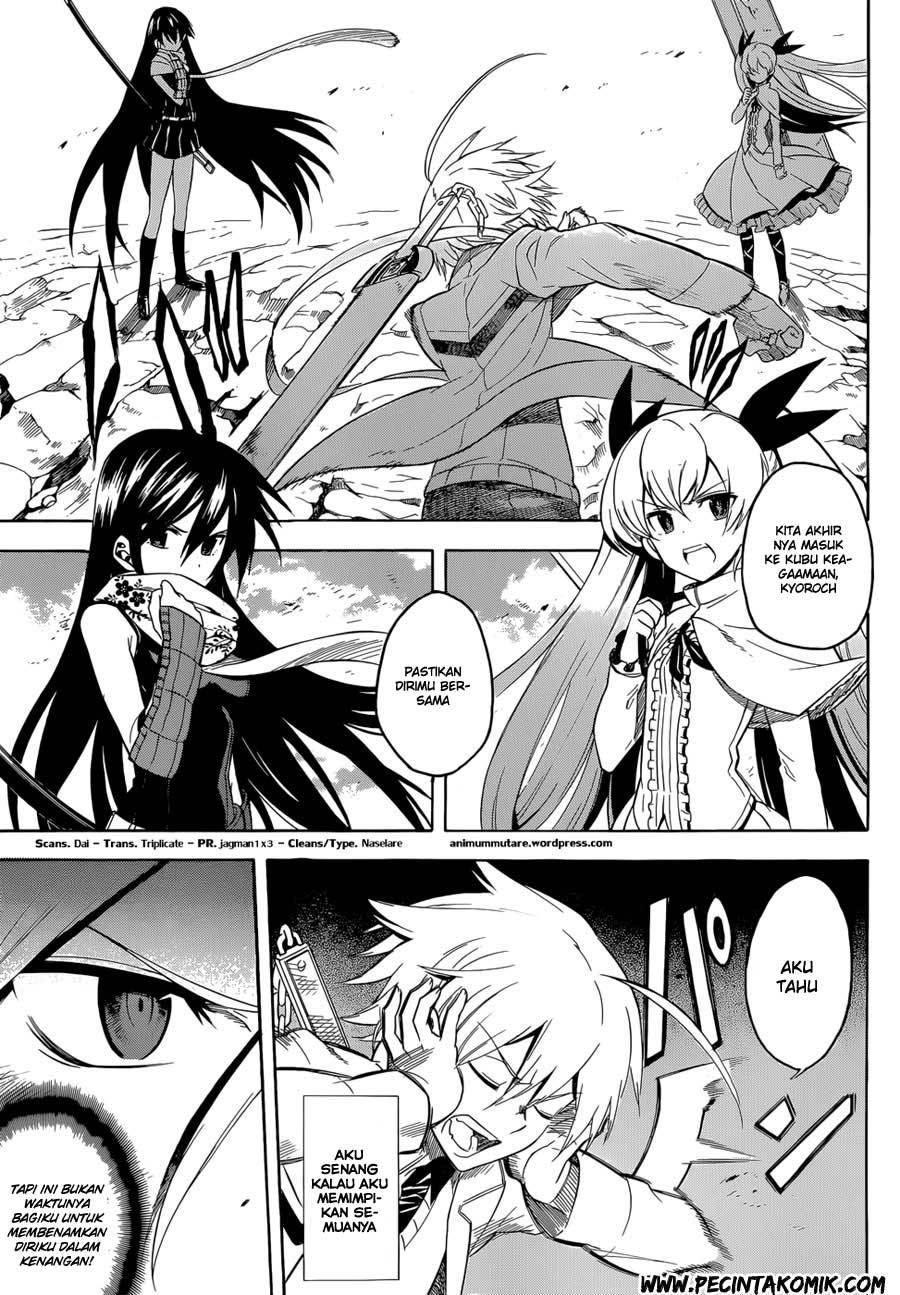 KITA AKHIR
NYA MASUK
KE KUBU KEA-
GAAMAAN,
KYOROCH
PASTIKAN
DIRIMU BER-
SAMA
Scans. Dai – Trans. Triplicate – PR. jagman1x3 – Cleans/Type. Naselare
animummutare.wordpress.com
AKU
TAHU
AKU
SENANG
KALAU AKU
MEMIMPI-
KAN SE-
MUANYA
TAPI INI BUKAN
WAKTUNYA
BAGIKU UNTUK
MEMBENAMKAN
DIRIKU DALAM
KENANGAN!
WWW.PECINTAKOMIK.COM